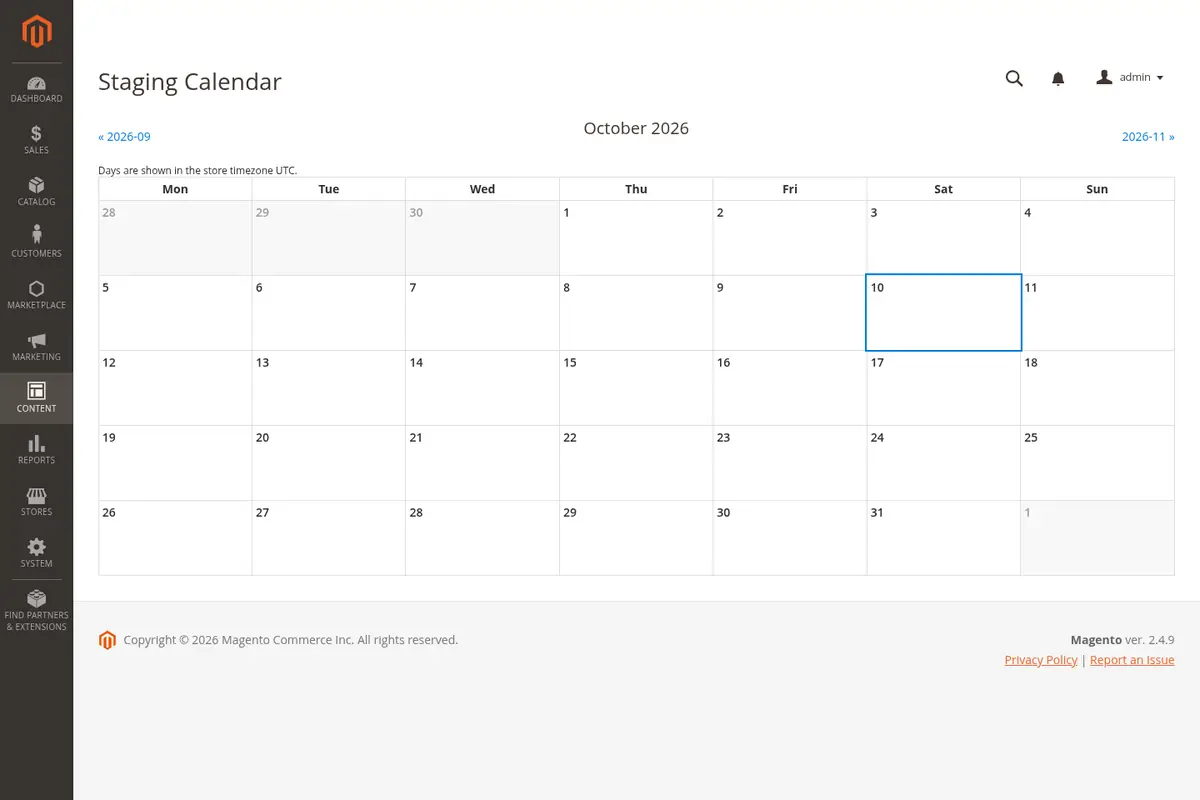 DASHBOARD
SALES
CATALOG
CUSTOMERS
MARKETPLACE
MARKETING
CONTENT
REPORTS
STORES
SYSTEM
FIND PARTNERS
& EXTENSIONS
Staging Calendar
admin
« 2026-09
October 2026
2026-11 »
Days are shown in the store timezone UTC.
Mon Tue Wed Thu Fri Sat Sun
28 29 30 1 2 3 4
5 6 7 8 9 10 11
12 13 14 15 16 17 18
19 20 21 22 23 24 25
26 27 28 29 30 31 1
Copyright © 2026 Magento Commerce Inc. All rights reserved.
Magento ver. 2.4.9
Privacy Policy | Report an Issue